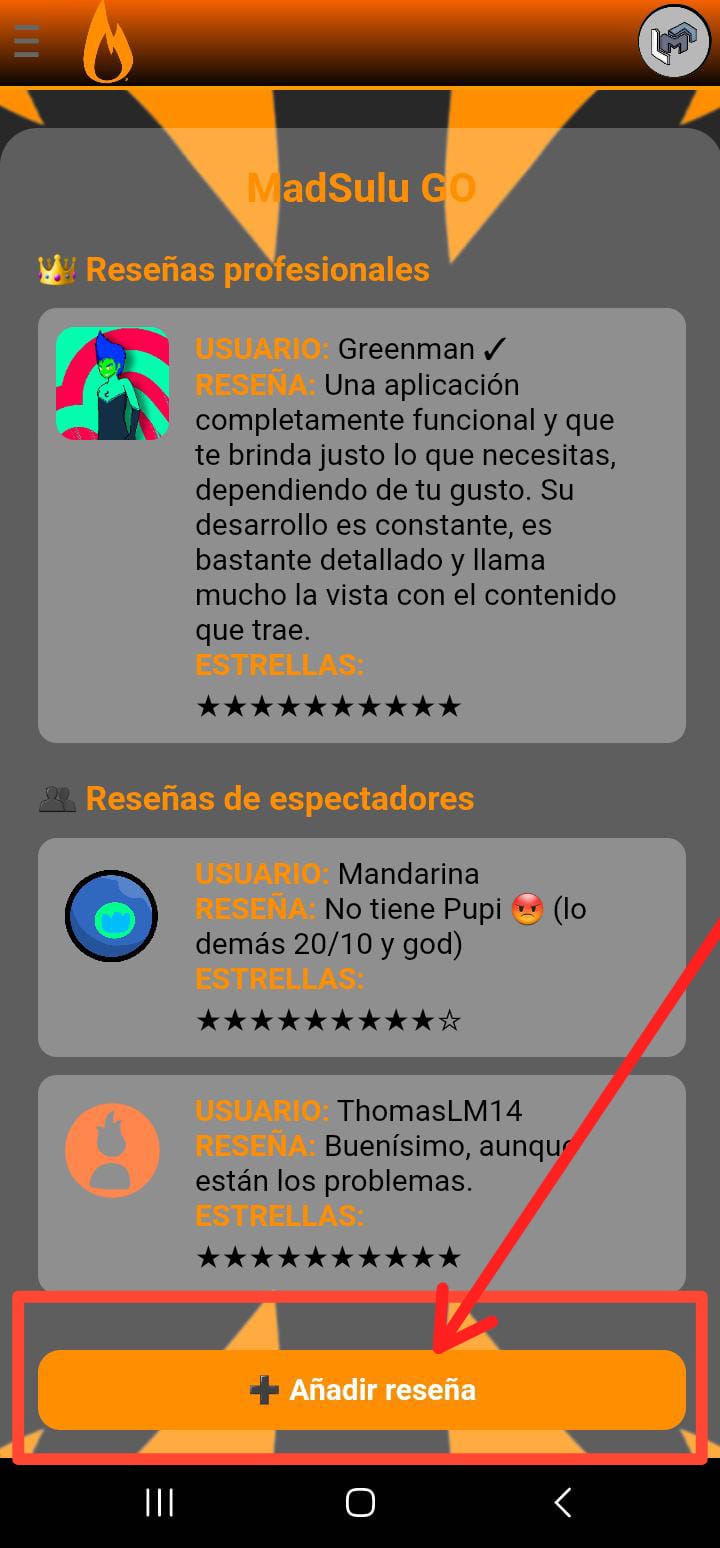 MadSulu GO
👑 Reseñas profesionales
USUARIO: Greenman ✓
RESEÑA: Una aplicación
completamente funcional y que
te brinda justo lo que necesitas,
dependiendo de tu gusto. Su
desarrollo es constante, es
bastante detallado y llama
mucho la vista con el contenido
que trae.
ESTRELLAS:
★★★★★★★★★★
👥 Reseñas de espectadores
USUARIO: Mandarina
RESEÑA: No tiene Pupi 😡 (lo
demás 20/10 y god)
ESTRELLAS:
★★★★★★★★★☆
USUARIO: ThomasLM14
RESEÑA: Buenísimo, aunque
están los problemas.
ESTRELLAS:
★★★★★★★★★★
➕ Añadir reseña